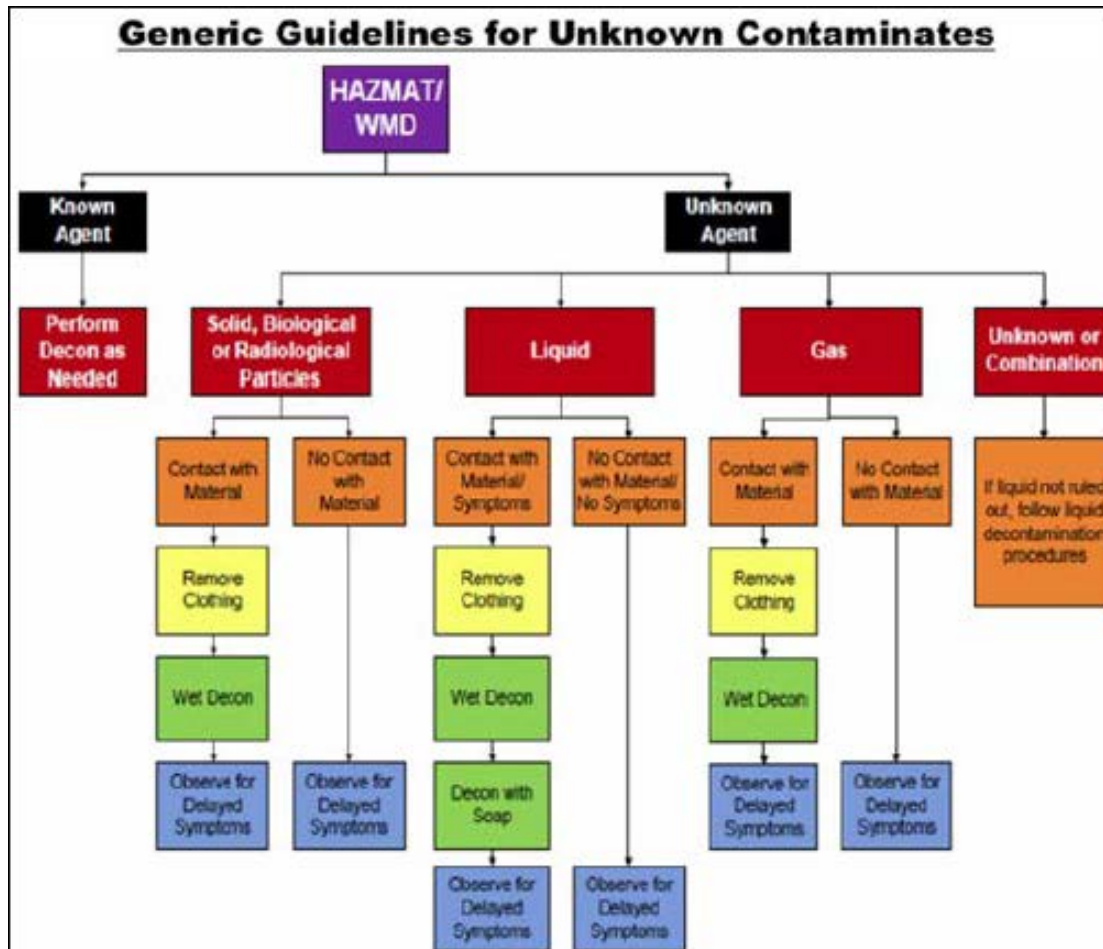 Generic Guidelines for Unknown Contaminates
HAZMAT/
WMD
Known
Agent
Unknown
Agent
Perform
Decon as
Needed
Solid, Biological
or Radiological
Particles
Liquid
Gas
Unknown or
Combination
Contact with
Material
No Contact
with
Material
Contact with
Material/
Symptoms
No Contact
with Material/
No Symptoms
Contact with
Material
No Contact
with Material
If liquid not ruled
out, follow liquid
decontamination
procedures
Remove
Clothing
Remove
Clothing
Remove
Clothing
Wet Decon
Wet Decon
Wet Decon
Observe for
Delayed
Symptoms
Observe for
Delayed
Symptoms
Decon with
Soap
Observe for
Delayed
Symptoms
Observe for
Delayed
Symptoms
Observe for
Delayed
Symptoms
Observe for
Delayed
Symptoms